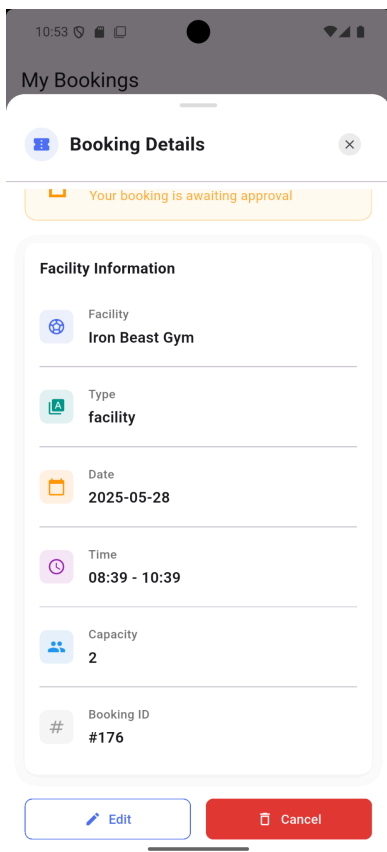 10:53
My Bookings
Booking Details
Your booking is awaiting approval
Facility Information
Facility
Iron Beast Gym
Type
A
facility
Date
2025-05-28
Time
08:39 - 10:39
Capacity
2
Booking ID
#
#176
Edit
Cancel